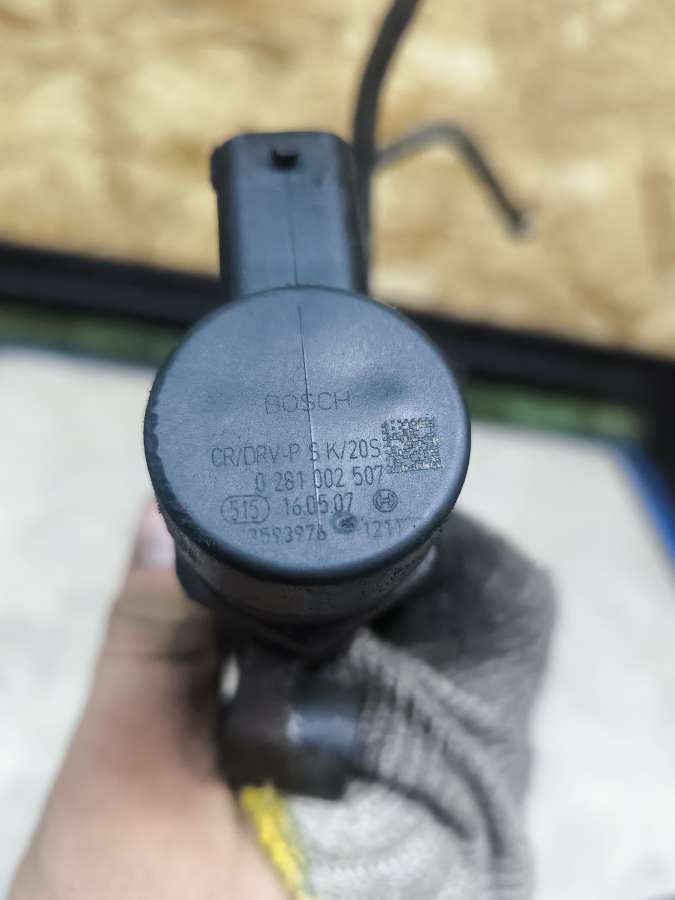 BOSCH
CR/DRV-P S K/20S
0 281 002 507
515 16.05.07